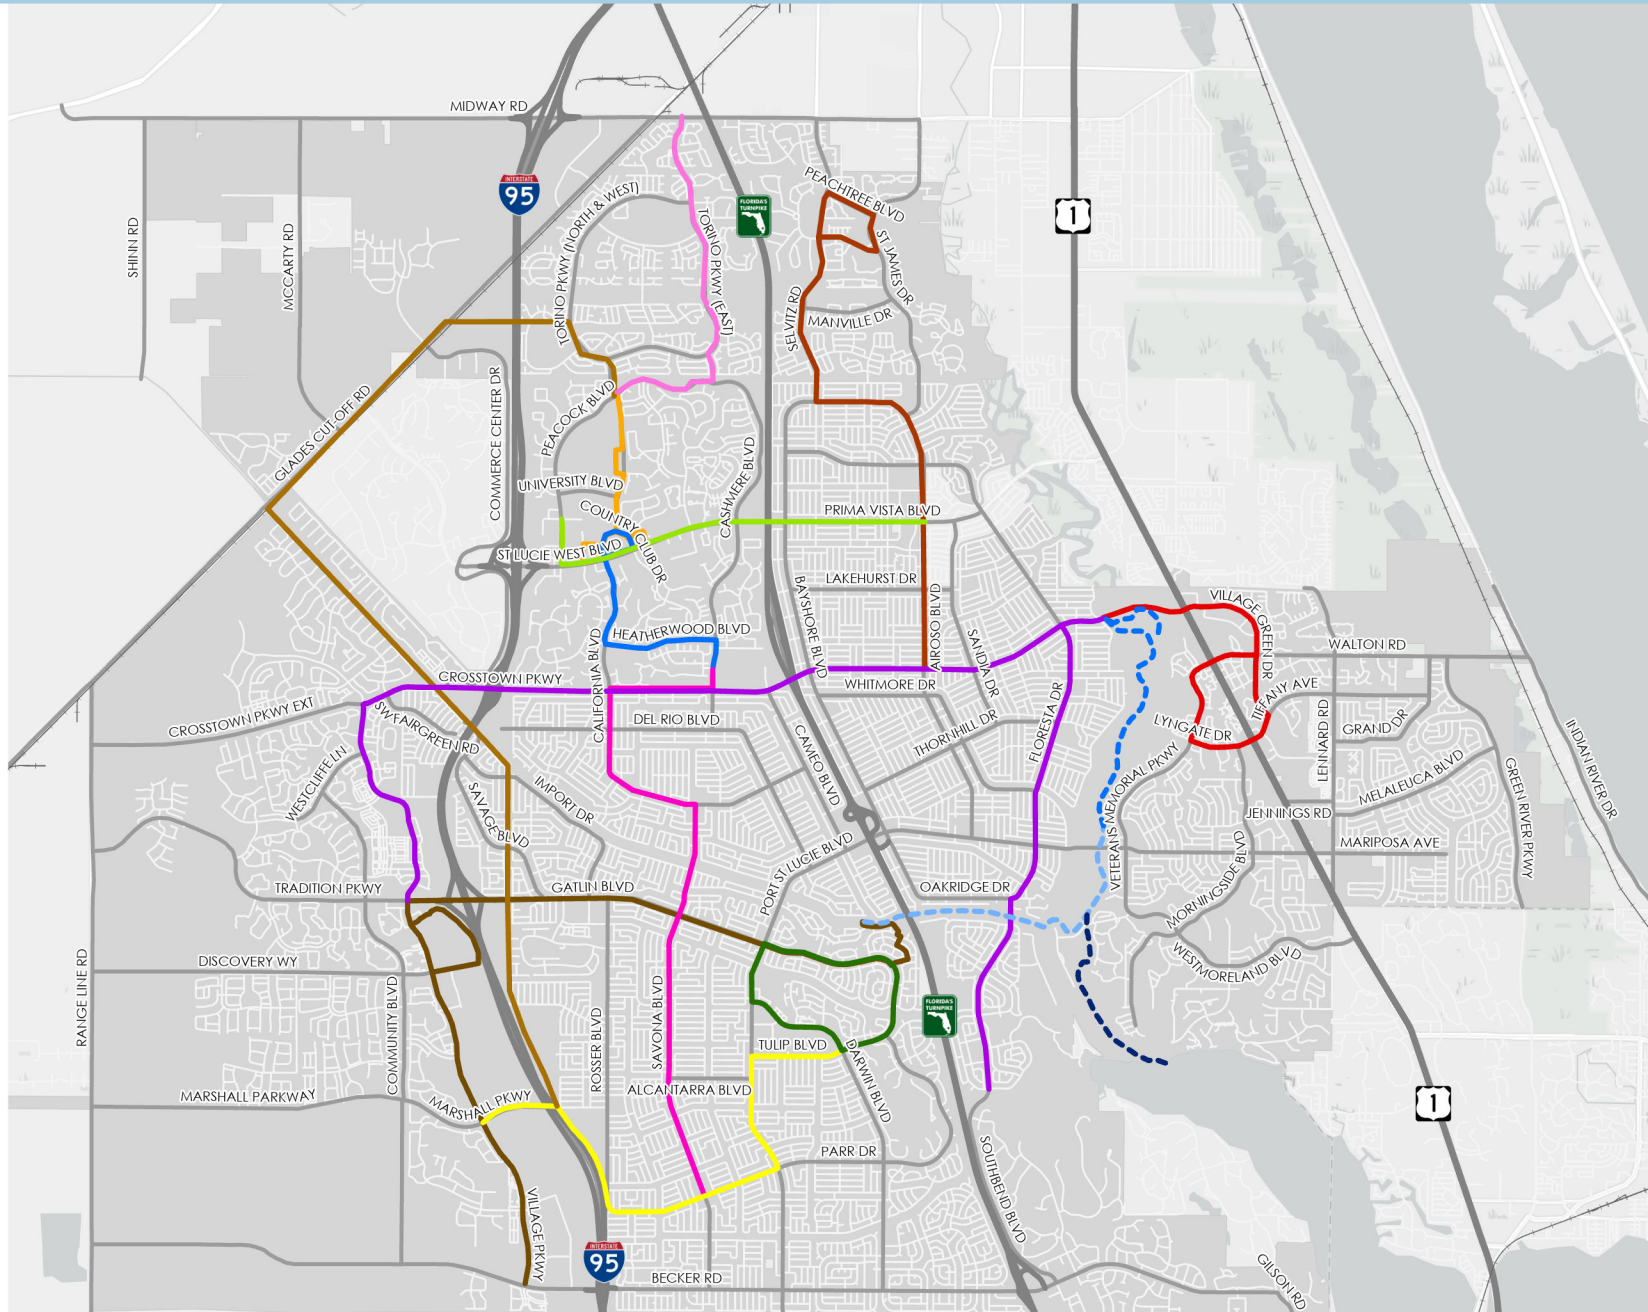 MIDWAY RD
INTERSTATE
95
FLORIDA'S
TURNPIKE
1
PEACHTREE BLVD
ST JAMES DR
SHINN RD
MCCARTY RD
TORINO PKWY (NORTH & WEST)
TORINO PKWY (EAST)
SELVITZ RD
MANVILLE DR
GLADES CUT-OFF RD
COMMERCE CENTER DR
PEACOCK BLVD
UNIVERSITY BLVD
CASHMERE BLVD
COUNTRY CLUB DR
PRIMA VISTA BLVD
ST LUCIE WEST BLVD
LAKEHURST DR
BAYSHORE BLVD
AIROSO BLVD
SANDIA DR
VILLAGE GREEN DR
HEATHERWOOD BLVD
CALIFORNIA BLVD
WALTON RD
CROSSTOWN PKWY
WHITMORE DR
TIFFANY AVE
CROSSTOWN PKWY EXT
SW FAIRGREEN RD
DEL RIO BLVD
THORNHILL DR
FLORESTA DR
LYNGATE DR
LENNARD RD
GRAND DR
INDIAN RIVER DR
WESTCLIFFE LN
SAVAGE BLVD
IMPORT DR
CAMEO BLVD
VETERANS MEMORIAL PKWY
MELALEUCA BLVD
GREEN RIVER PKWY
JENNINGS RD
PORT ST LUCIE BLVD
MORNINGSIDE BLVD
MARIPOSA AVE
TRADITION PKWY
GATLIN BLVD
OAKRIDGE DR
WESTMORELAND BLVD
DISCOVERY WY
RANGE LINE RD
COMMUNITY BLVD
ROSSER BLVD
SAVONA BLVD
FLORIDA'S
TURNPIKE
TULIP BLVD
DARWIN BLVD
ALCANTARRA BLVD
MARSHALL PARKWAY
MARSHALL PKWY
1
PARR DR
SOUTHBEND BLVD
VILLAGE PKWY
INTERSTATE
95
BECKER RD
GILSON RD